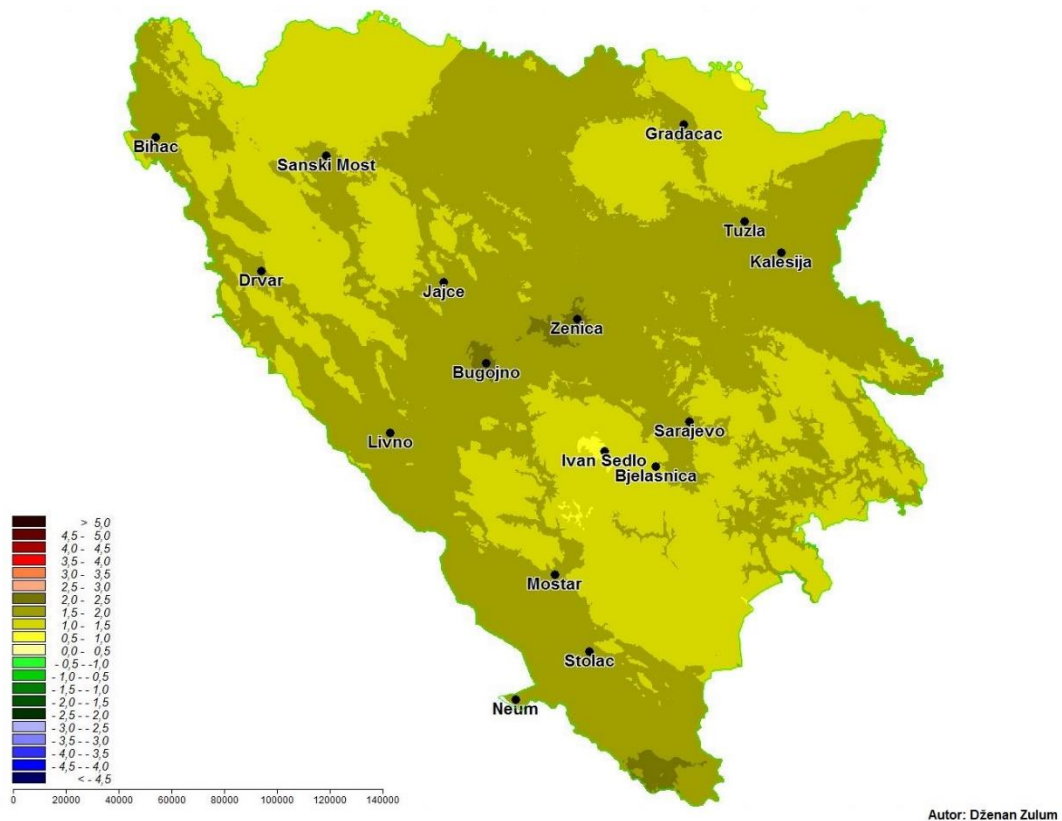 Bihac
Sanski Most
Gradacac
Tuzla
Kalesija
Drvar
Jajce
Zenica
Bugojno
Livno
Sarajevo
Ivan Sedlo
Bjelasnica
Mostar
Stolac
Neum
> 5,0
4,5 - 5,0
4,0 - 4,5
3,5 - 4,0
3,0 - 3,5
2,5 - 3,0
2,0 - 2,5
1,5 - 2,0
1,0 - 1,5
0,5 - 1,0
0,0 - 0,5
- 0,5 - -1,0
- 1,0 - - 0,5
- 1,5 - - 1,0
- 2,0 - - 1,5
- 2,5 - - 2,0
- 3,0 - - 2,5
- 3,5 - - 3,0
- 4,0 - - 3,5
- 4,5 - - 4,0
< - 4,5
0 20000 40000 60000 80000 100000 120000 140000
Autor: Dženan Zulum